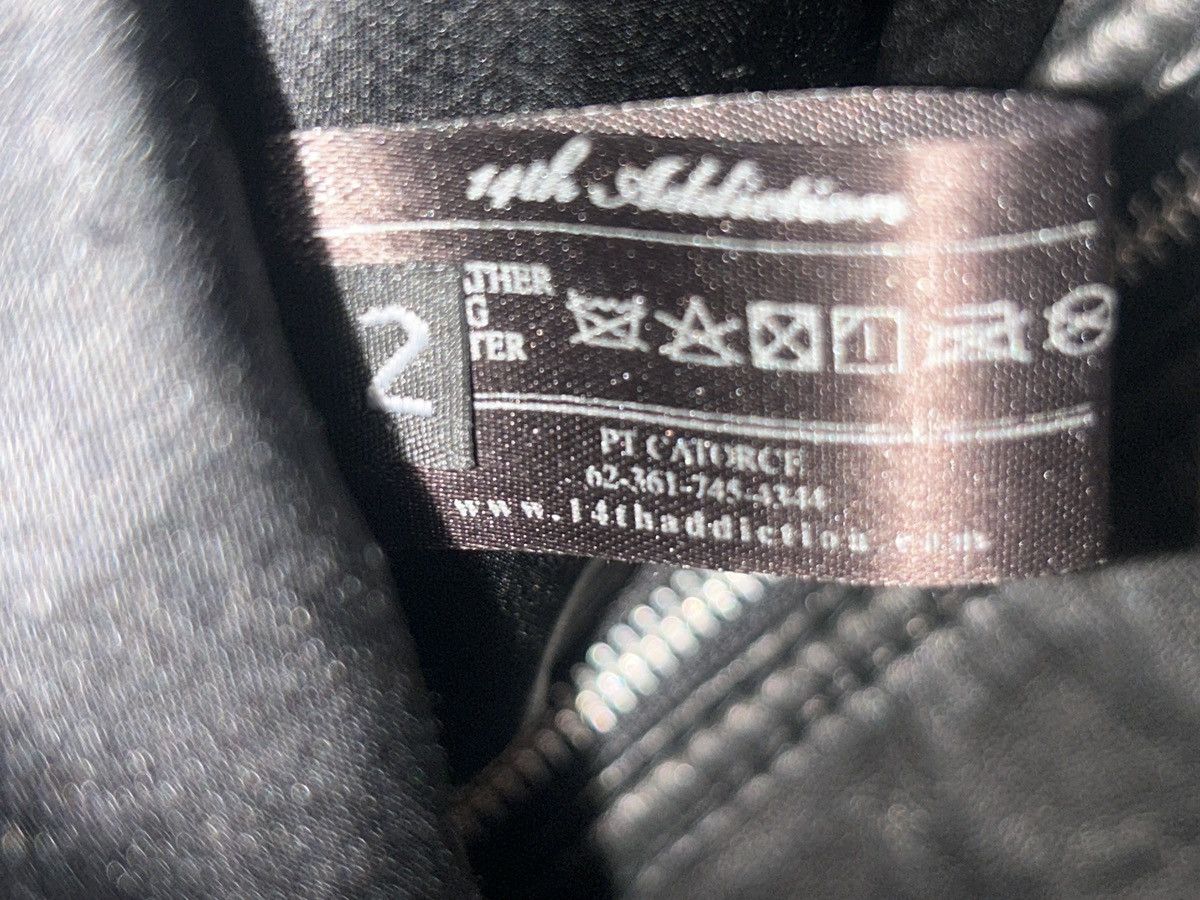 14th Addiction
2
THER
G
TER
PT CATORCE
62-361-745-4344
www.14thaddiction.com